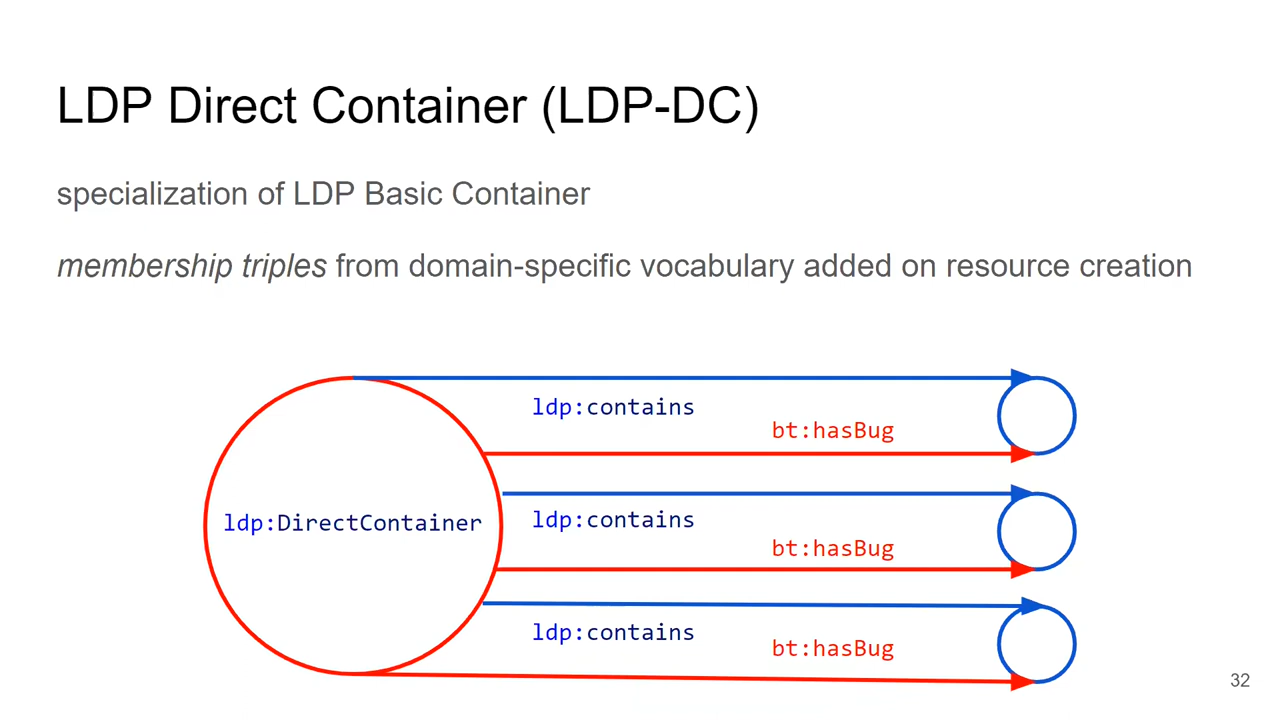 LDP Direct Container (LDP-DC)
specialization of LDP Basic Container
membership triples from domain-specific vocabulary added on resource creation
ldp:contains
bt:hasBug
ldp:DirectContainer
ldp:contains
bt:hasBug
ldp:contains
bt:hasBug
32